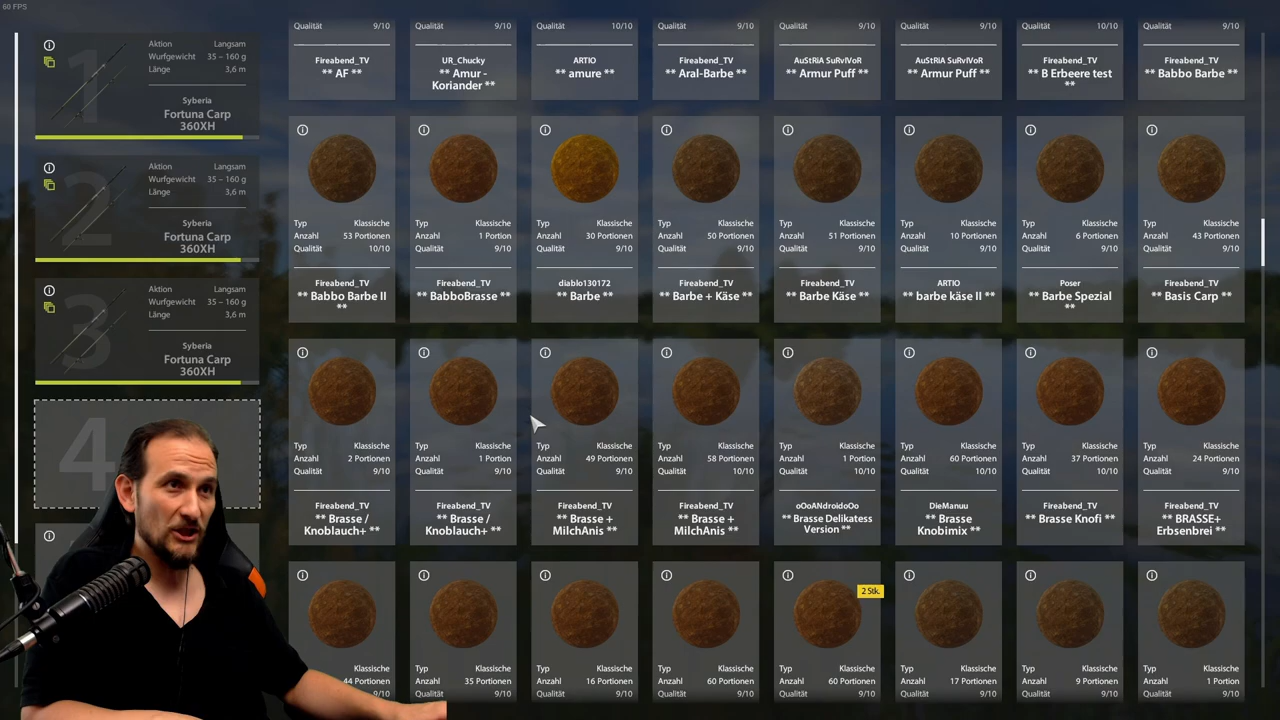 60 FPS
1
Aktion Langsam
Wurfgewicht 35 – 160 g
Länge 3,6 m
Syberia
Fortuna Carp
360XH
2
Aktion Langsam
Wurfgewicht 35 – 160 g
Länge 3,6 m
Syberia
Fortuna Carp
360XH
3
Aktion Langsam
Wurfgewicht 35 – 160 g
Länge 3,6 m
Syberia
Fortuna Carp
360XH
4
Qualität 9/10
Fireabend_TV
** AF **
Qualität 9/10
UR_Chucky
** Amur -
Koriander **
Qualität 10/10
ARTIO
** amure **
Qualität 9/10
Fireabend_TV
** Aral-Barbe **
Qualität 9/10
AuStRiA SuRvIVoR
** Armur Puff **
Qualität 9/10
AuStRiA SuRvIVoR
** Armur Puff **
Qualität 10/10
Fireabend_TV
** B Erbeere test
**
Qualität 9/10
Fireabend_TV
** Babbo Barbe **
Typ Klassische
Anzahl 53 Portionen
Qualität 10/10
Fireabend_TV
** Babbo Barbe II
**
Typ Klassische
Anzahl 1 Portion
Qualität 9/10
Fireabend_TV
** BabboBrasse **
Typ Klassische
Anzahl 30 Portionen
Qualität 9/10
diablo130172
** Barbe **
Typ Klassische
Anzahl 50 Portionen
Qualität 9/10
Fireabend_TV
** Barbe + Käse **
Typ Klassische
Anzahl 51 Portionen
Qualität 9/10
Fireabend_TV
** Barbe Käse **
Typ Klassische
Anzahl 10 Portionen
Qualität 9/10
ARTIO
** barbe käse II **
Typ Klassische
Anzahl 6 Portionen
Qualität 9/10
Poser
** Barbe Spezial
**
Typ Klassische
Anzahl 43 Portionen
Qualität 9/10
Fireabend_TV
** Basis Carp **
Typ Klassische
Anzahl 2 Portionen
Qualität 9/10
Fireabend_TV
** Brasse /
Knoblauch+ **
Typ Klassische
Anzahl 1 Portion
Qualität 9/10
Fireabend_TV
** Brasse /
Knoblauch+ **
Typ Klassische
Anzahl 49 Portionen
Qualität 9/10
Fireabend_TV
** Brasse +
MilchAnis **
Typ Klassische
Anzahl 58 Portionen
Qualität 10/10
Fireabend_TV
** Brasse +
MilchAnis **
Typ Klassische
Anzahl 1 Portion
Qualität 10/10
oOoANdroidoOo
** Brasse Delikatess
Version **
Typ Klassische
Anzahl 60 Portionen
Qualität 10/10
DieManuu
** Brasse
Knobimix **
Typ Klassische
Anzahl 37 Portionen
Qualität 10/10
Fireabend_TV
** Brasse Knofi **
Typ Klassische
Anzahl 24 Portionen
Qualität 9/10
Fireabend_TV
** BRASSE+
Erbsenbrei **
Klassische
44 Portionen
9/10
Typ Klassische
Anzahl 35 Portionen
Qualität 9/10
Typ Klassische
Anzahl 16 Portionen
Qualität 9/10
Typ Klassische
Anzahl 60 Portionen
Qualität 9/10
2 Stk.
Typ Klassische
Anzahl 60 Portionen
Qualität 9/10
Typ Klassische
Anzahl 17 Portionen
Qualität 9/10
Typ Klassische
Anzahl 9 Portionen
Qualität 9/10
Typ Klassische
Anzahl 1 Portion
Qualität 9/10